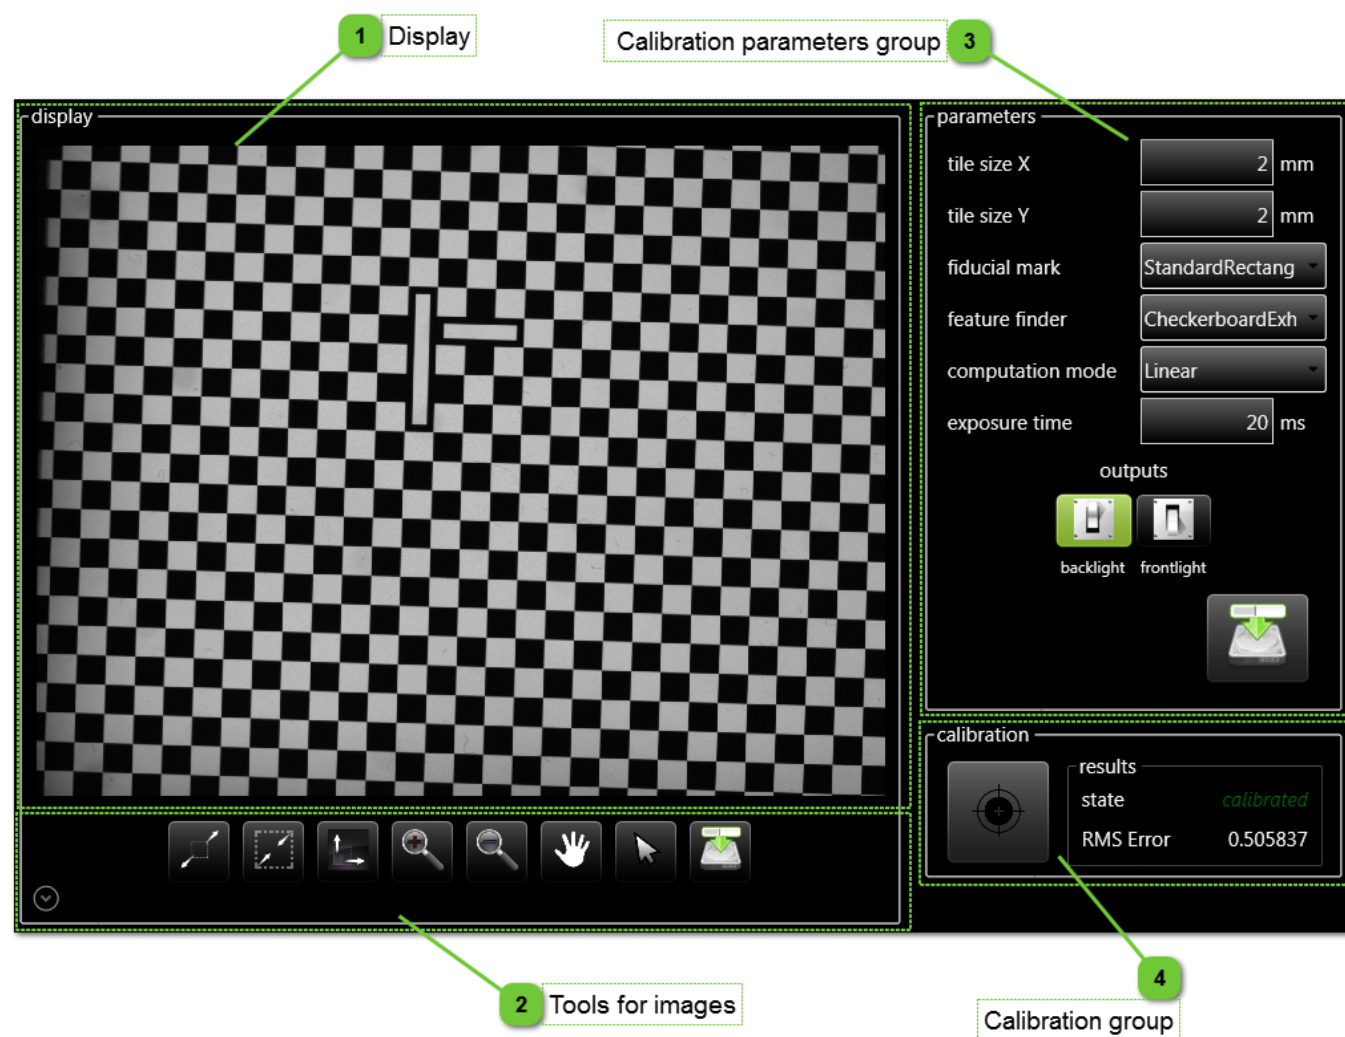 1 Display
Calibration parameters group 3
display
parameters
tile size X 2 mm
tile size Y 2 mm
fiducial mark StandardRectang
feature finder CheckerboardExh
computation mode Linear
exposure time 20 ms
outputs
backlight frontlight
calibration
results
state calibrated
RMS Error 0.505837
2 Tools for images
4
Calibration group